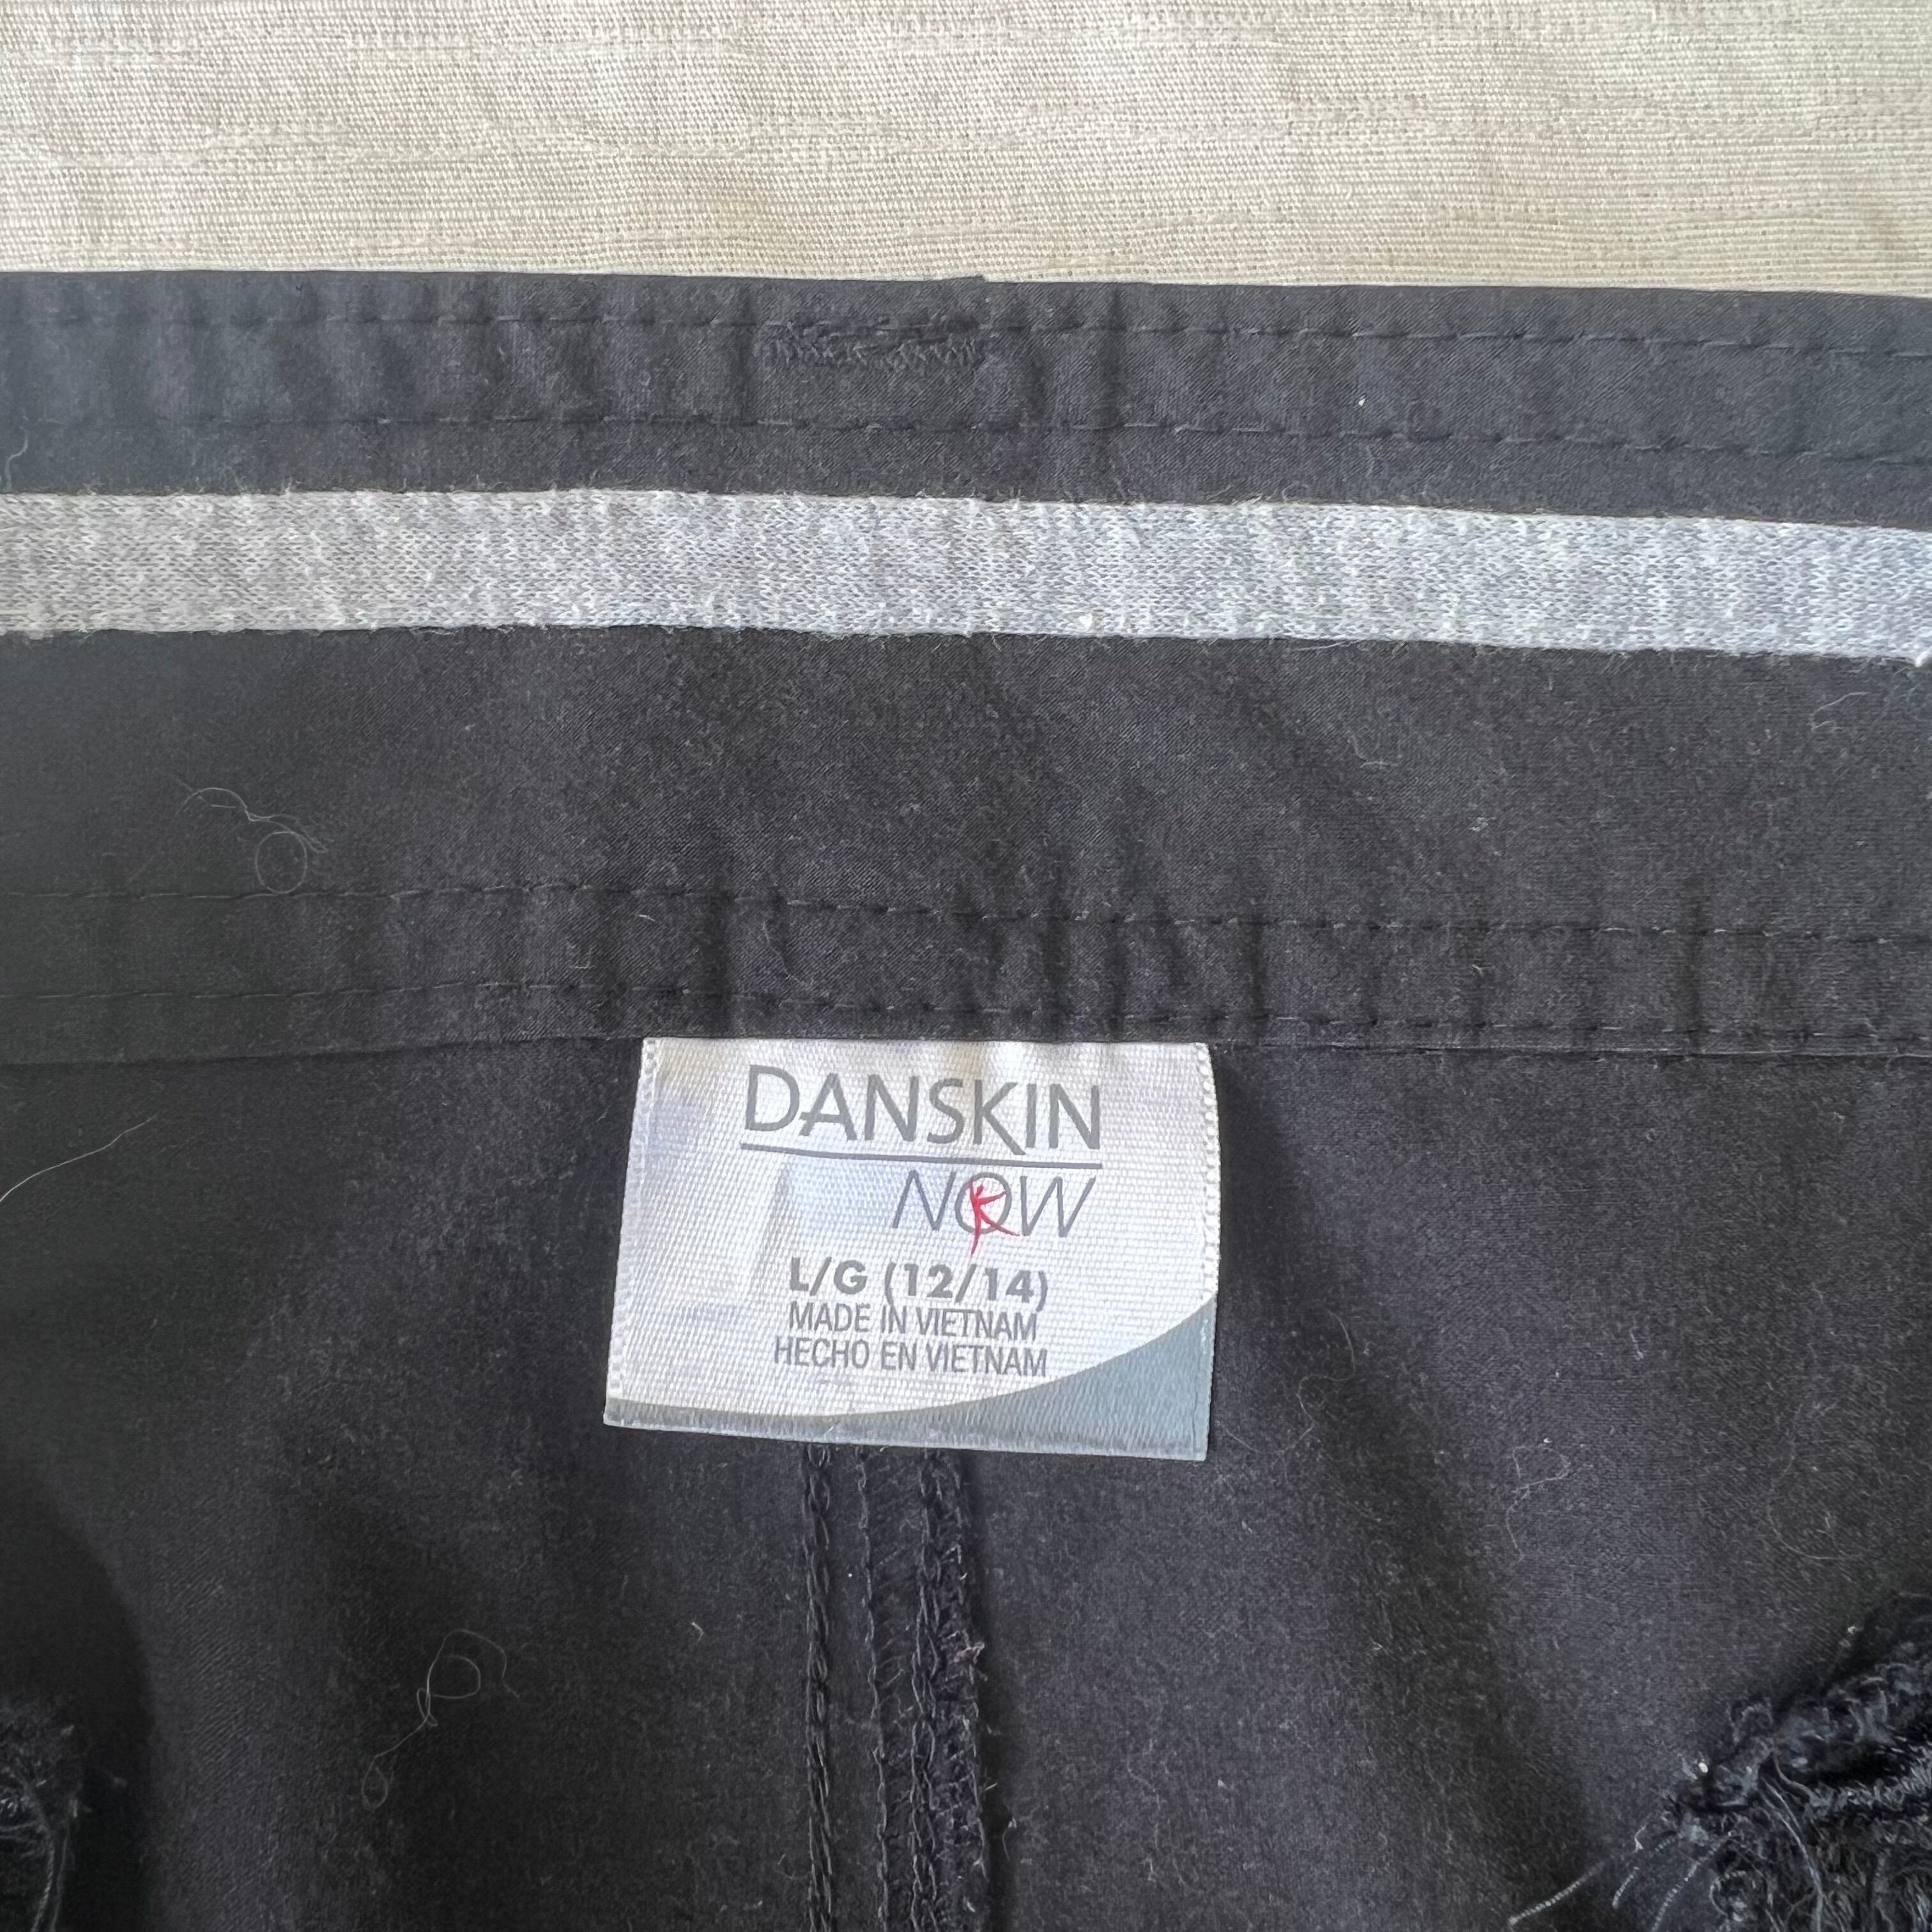 DANSKIN
NOW
L/G (12/14)
MADE IN VIETNAM
HECHO EN VIETNAM